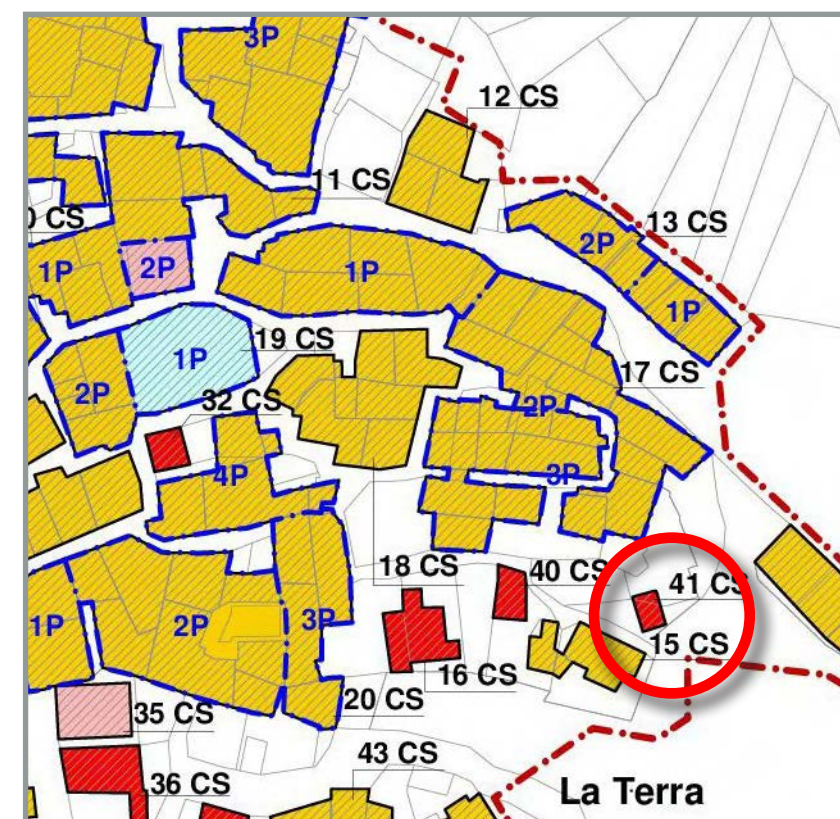 3P
12 CS
11 CS
13 CS
CS
2P
1P
2P
1P
1P
19 CS
1P
17 CS
2P
32 CS
2P
3P
4P
18 CS
40 CS
41 CS
1P
2P
3P
15 CS
16 CS
20 CS
35 CS
43 CS
36 CS
La Terra